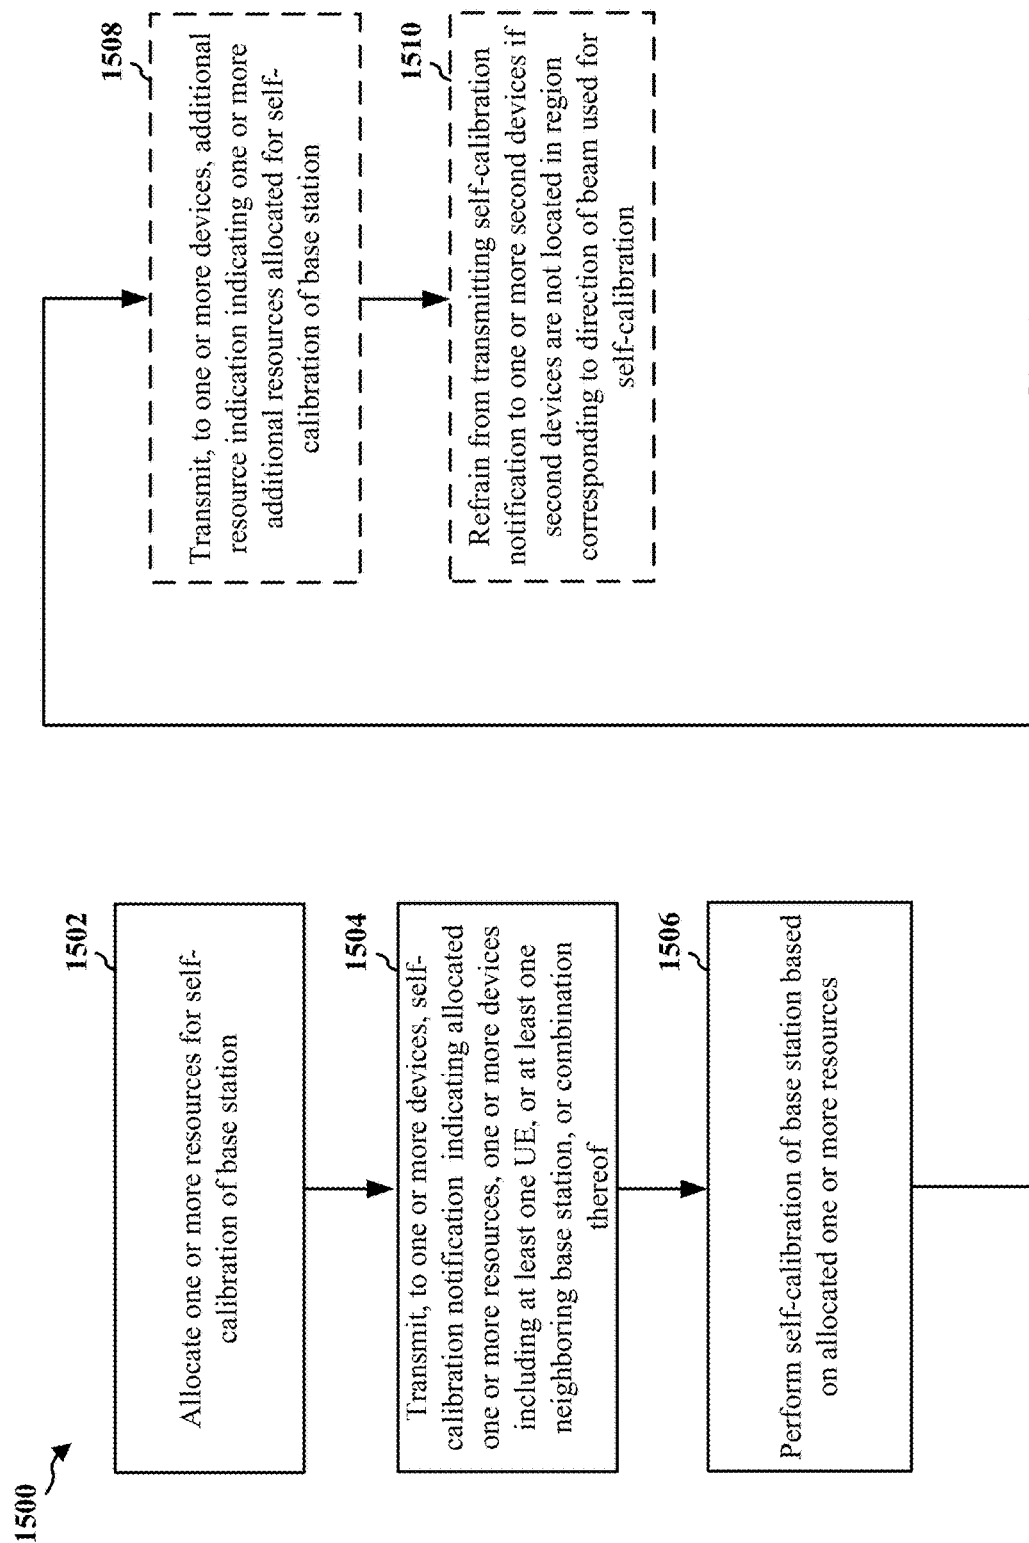 1500
1502
Allocate one or more resources for self-
calibration of base station
1504
Transmit, to one or more devices, self-
calibration notification indicating allocated
one or more resources, one or more devices
including at least one UE, or at least one
neighboring base station, or combination
thereof
1506
Perform self-calibration of base station based
on allocated one or more resources
1508
Transmit, to one or more devices, additional
resource indication indicating one or more
additional resources allocated for self-
calibration of base station
1510
Refrain from transmitting self-calibration
notification to one or more second devices if
second devices are not located in region
corresponding to direction of beam used for
self-calibration